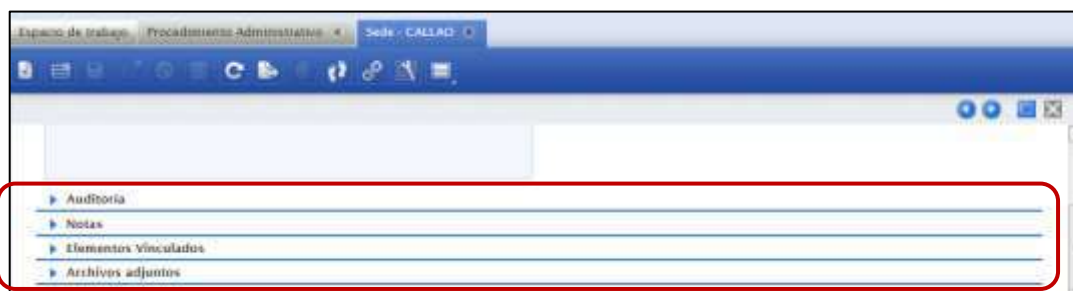 Espacio de trabajo Procedimiento Administrativo Sede - CALLAO
Auditoría
Notas
Elementos Vinculados
Archivos adjuntos